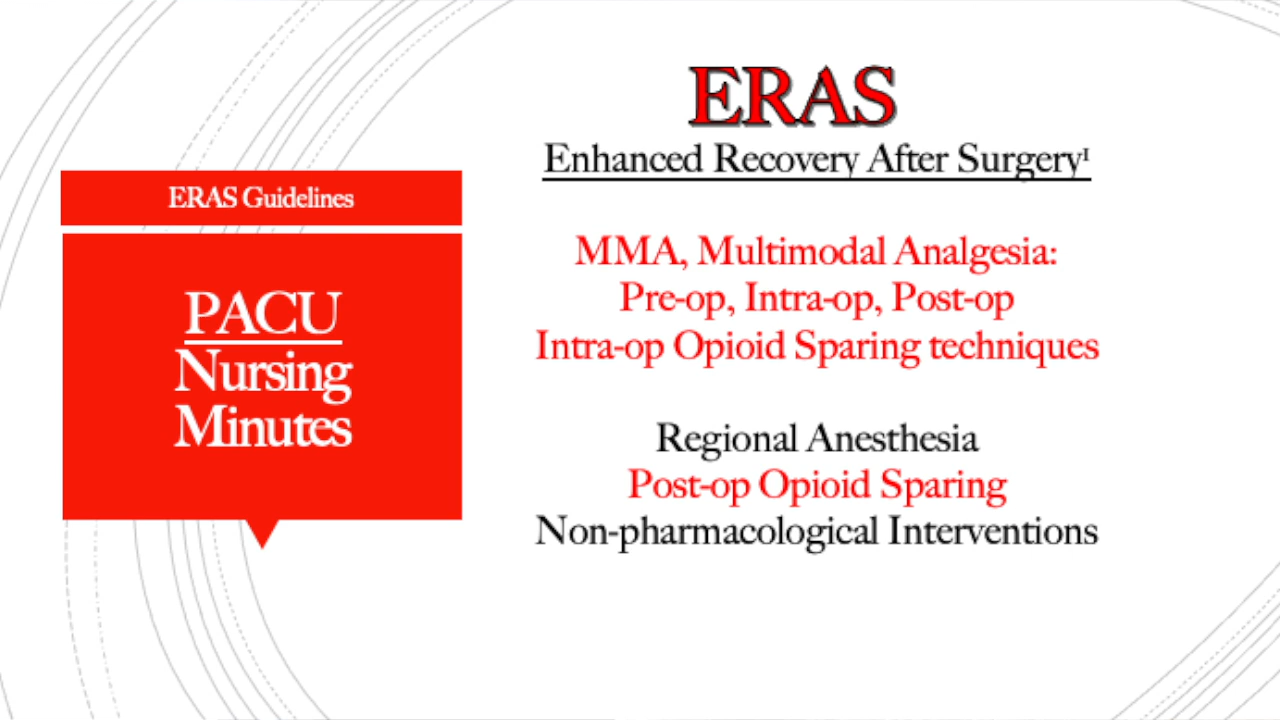 ERAS Guidelines
PACU
Nursing
Minutes
ERAS
Enhanced Recovery After Surgery¹
MMA, Multimodal Analgesia:
Pre-op, Intra-op, Post-op
Intra-op Opioid Sparing techniques
Regional Anesthesia
Post-op Opioid Sparing
Non-pharmacological Interventions